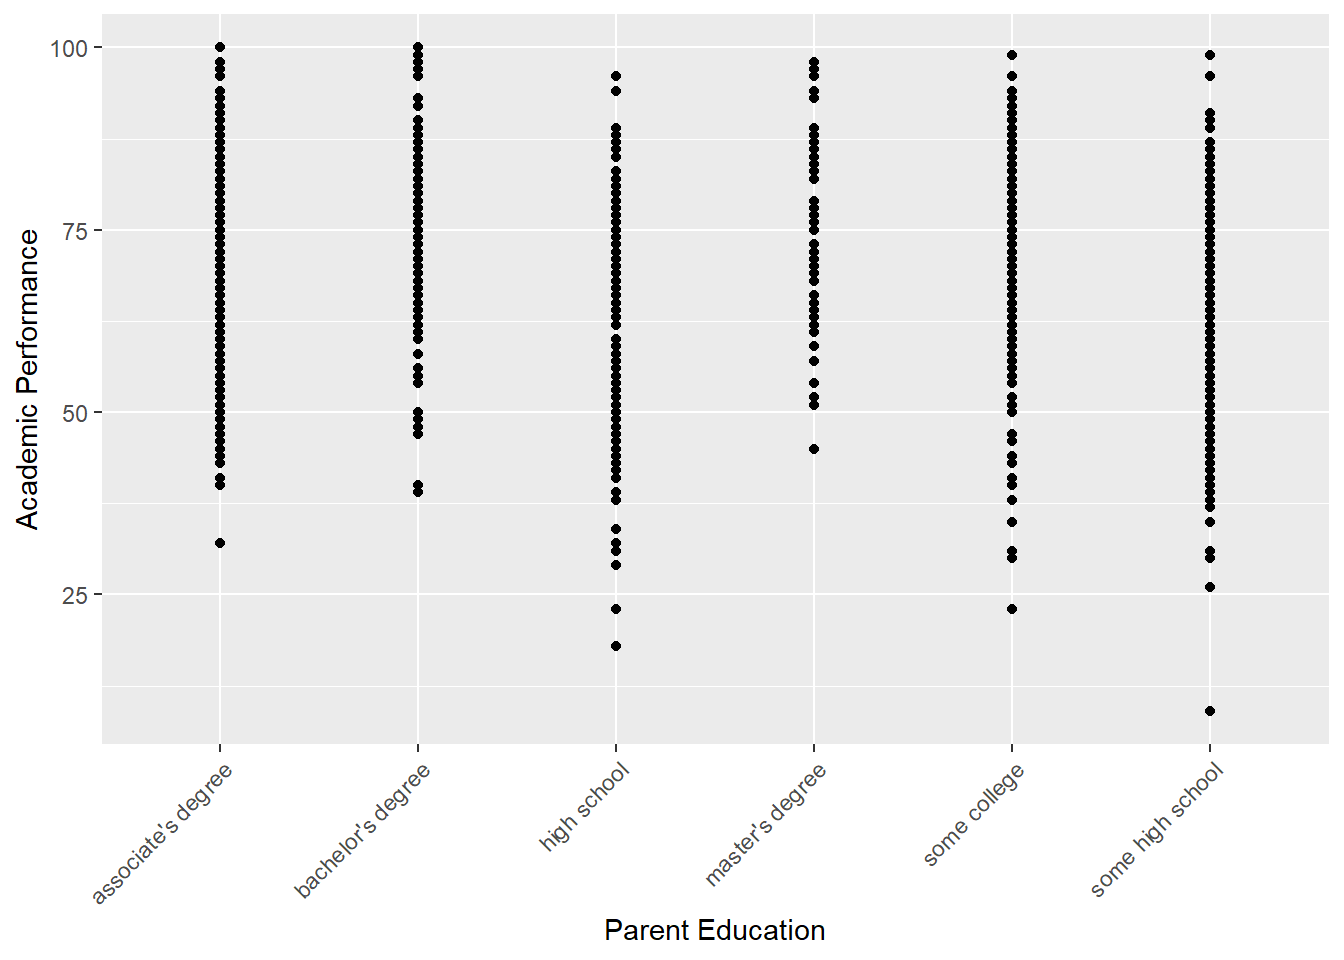 Academic Performance
100
75
50
25
associate's degree
bachelor's degree
high school
master's degree
some college
some high school
Parent Education